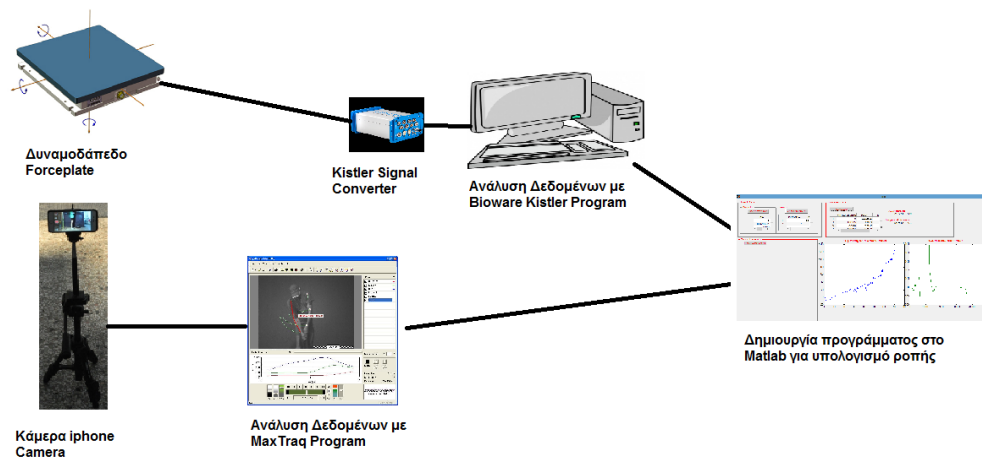 Δυναμοδάπεδο
Forceplate
Kistler Signal
Converter
Ανάλυση Δεδομένων με
Bioware Kistler Program
Κάμερα iphone
Camera
Ανάλυση Δεδομένων με
MaxTraq Program
Δημιουργία προγράμματος στο
Matlab για υπολογισμό ροπής